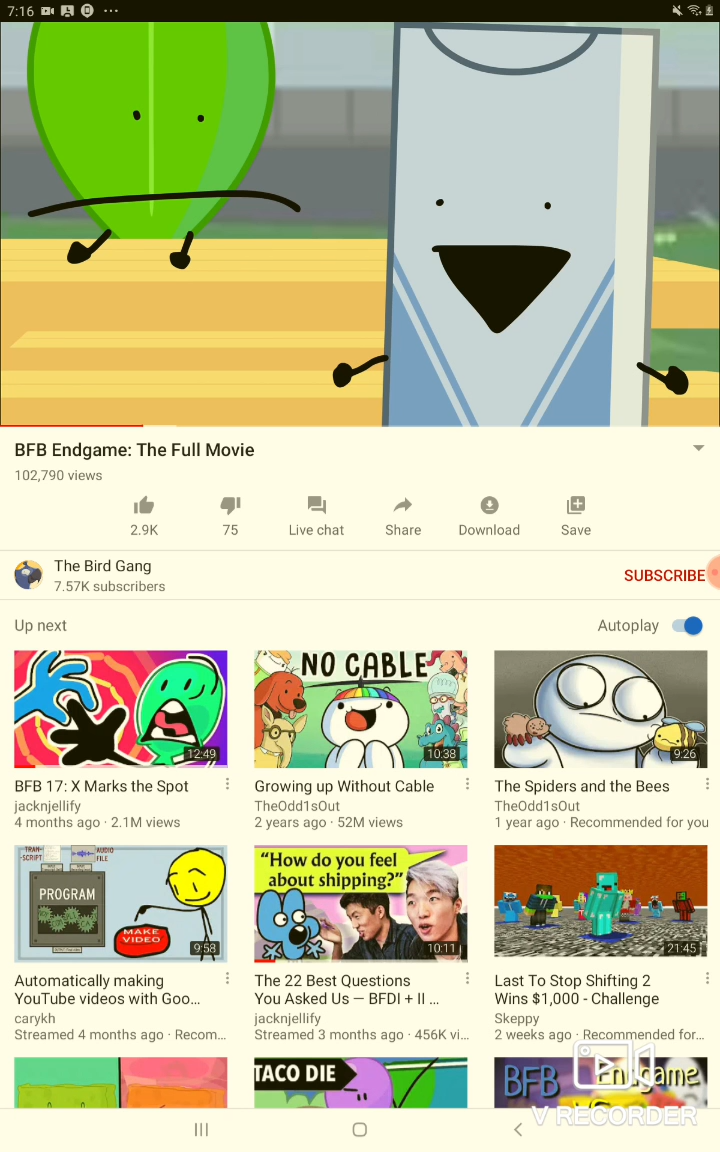 7:16
BFB Endgame: The Full Movie
102,790 views
2.9K
75
Live chat
Share
Download
Save
The Bird Gang
7.57K subscribers
SUBSCRIBE
Up next
Autoplay
12:49
NO CABLE
10:38
9:26
BFB 17: X Marks the Spot
jacknjellify
4 months ago · 2.1M views
Growing up Without Cable
TheOdd1sOut
2 years ago · 52M views
The Spiders and the Bees
TheOdd1sOut
1 year ago · Recommended for you
TRAN-
-SCRIPT
AUDIO
FILE
PROGRAM
MAKE
VIDEO
9:58
“How do you feel
about shipping?”
10:11
21:45
Automatically making
YouTube videos with Goo...
carykh
Streamed 4 months ago · Recom...
The 22 Best Questions
You Asked Us — BFDI + II ...
jacknjellify
Streamed 3 months ago · 456K vi...
Last To Stop Shifting 2
Wins $1,000 - Challenge
Skeppy
2 weeks ago · Recommended for...
TACO DIE
BFB Endgame
V RECORDER